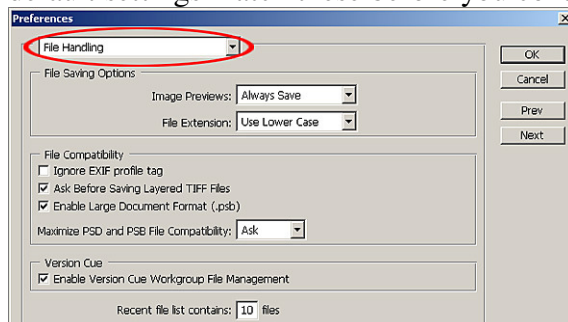 Preferences
File Handling
OK
File Saving Options
Cancel
Image Previews: Always Save
Prev
File Extension: Use Lower Case
Next
File Compatibility
Ignore EXIF profile tag
Ask Before Saving Layered TIFF Files
Enable Large Document Format (.psb)
Maximize PSD and PSB File Compatibility: Ask
Version Cue
Enable Version Cue Workgroup File Management
Recent file list contains: 10 files